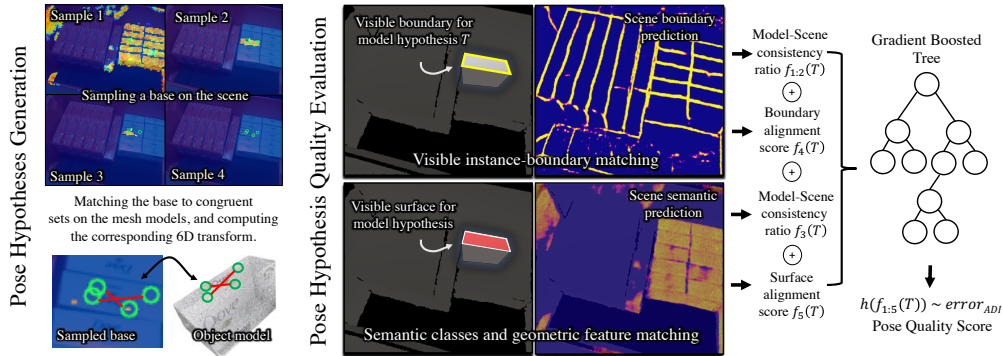 Pose Hypotheses Generation
Sample 1
Sample 2
Sampling a base on the scene
Sample 3
Sample 4
Matching the base to congruent
sets on the mesh models, and computing
the corresponding 6D transform.
Sampled base
Object model
Pose Hypothesis Quality Evaluation
Visible boundary for
model hypothesis T
Scene boundary
prediction
Visible instance-boundary matching
Visible surface for
model hypothesis
Scene semantic
prediction
Semantic classes and geometric feature matching
Model-Scene
consistency
ratio f1:2(T)
+
Boundary
alignment
score f4(T)
+
Model-Scene
consistency
ratio f3(T)
+
Surface
alignment
score f5(T)
Gradient Boosted
Tree
h(f1:5(T)) ~ errorADI
Pose Quality Score